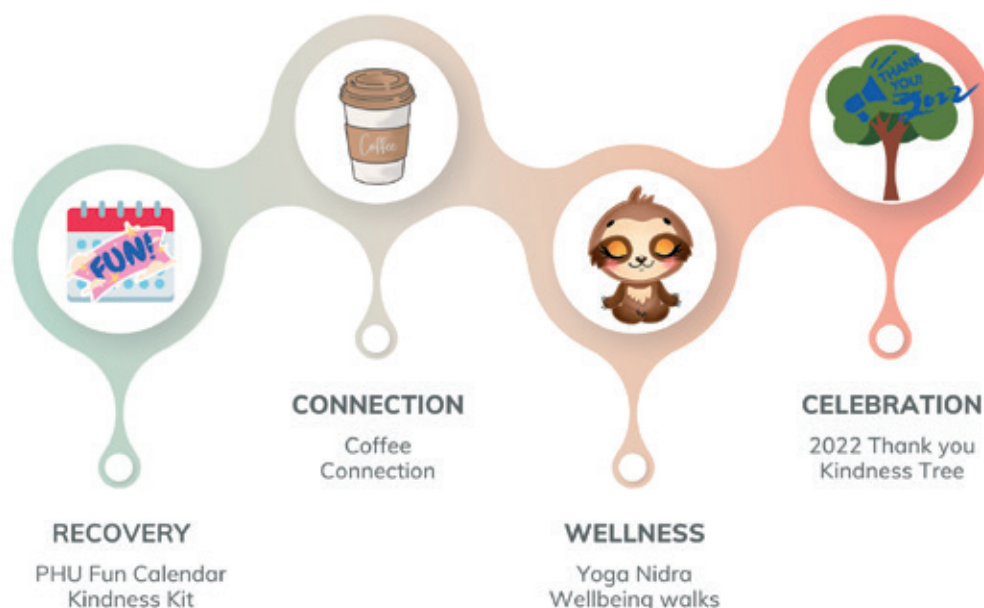 FUN!
RECOVERY
PHU Fun Calendar
Kindness Kit
Coffee
CONNECTION
Coffee
Connection
WELLNESS
Yoga Nidra
Wellbeing walks
THANK
YOU!
2022
CELEBRATION
2022 Thank you
Kindness Tree